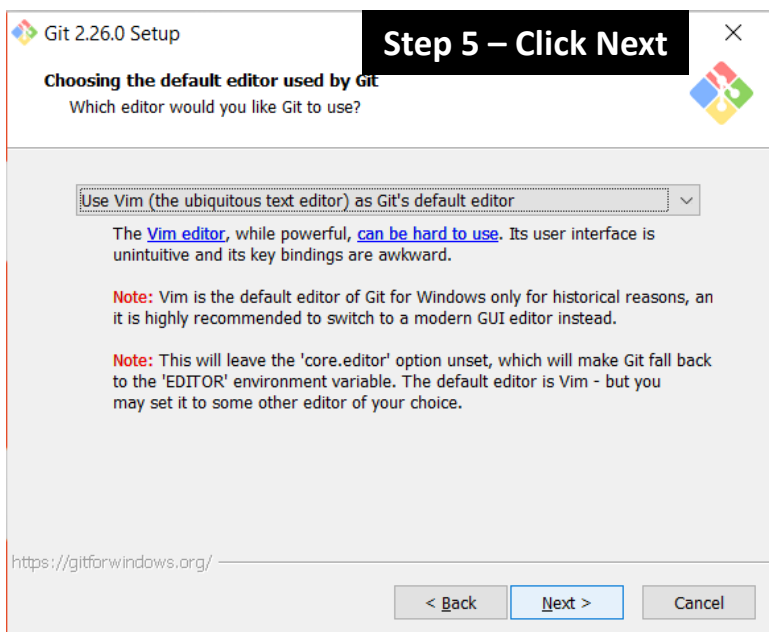 Git 2.26.0 Setup
Step 5 – Click Next
Choosing the default editor used by Git
Which editor would you like Git to use?
Use Vim (the ubiquitous text editor) as Git's default editor
The Vim editor, while powerful, can be hard to use. Its user interface is
unintuitive and its key bindings are awkward.
Note: Vim is the default editor of Git for Windows only for historical reasons, an
it is highly recommended to switch to a modern GUI editor instead.
Note: This will leave the 'core.editor' option unset, which will make Git fall back
to the 'EDITOR' environment variable. The default editor is Vim - but you
may set it to some other editor of your choice.
https://gitforwindows.org/
< Back
Next >
Cancel